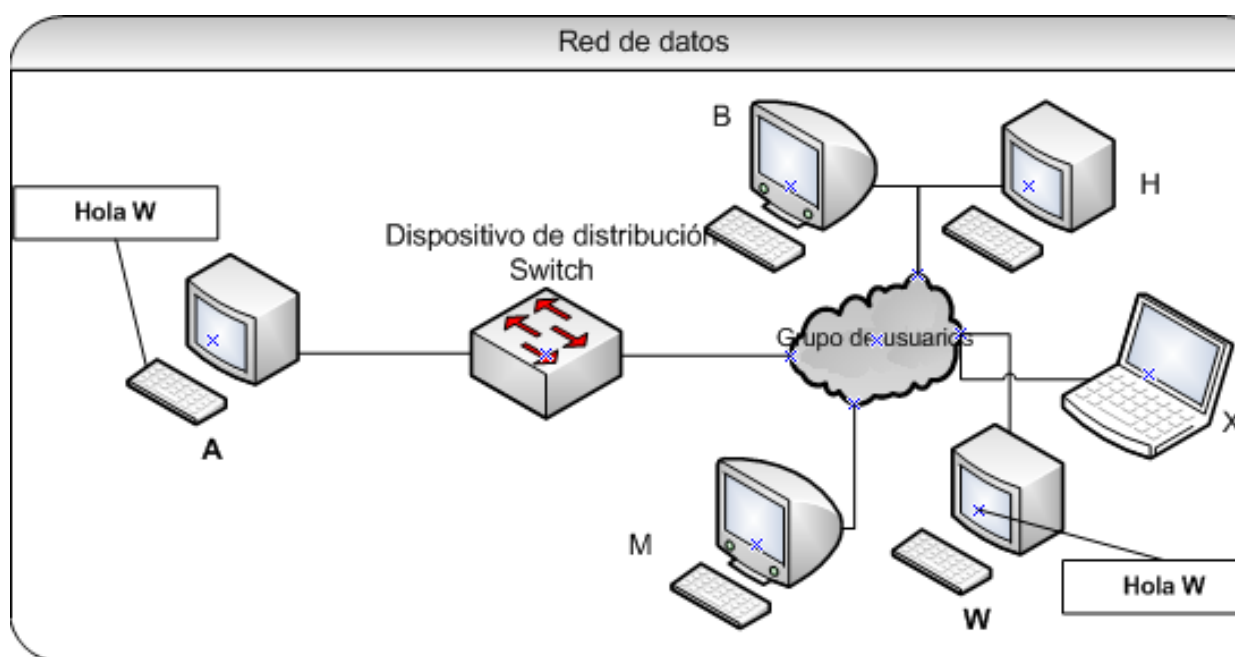 Red de datos
B
H
Hola W
Dispositivo de distribución
Switch
Grupo de usuarios
X
A
M
Hola W
W